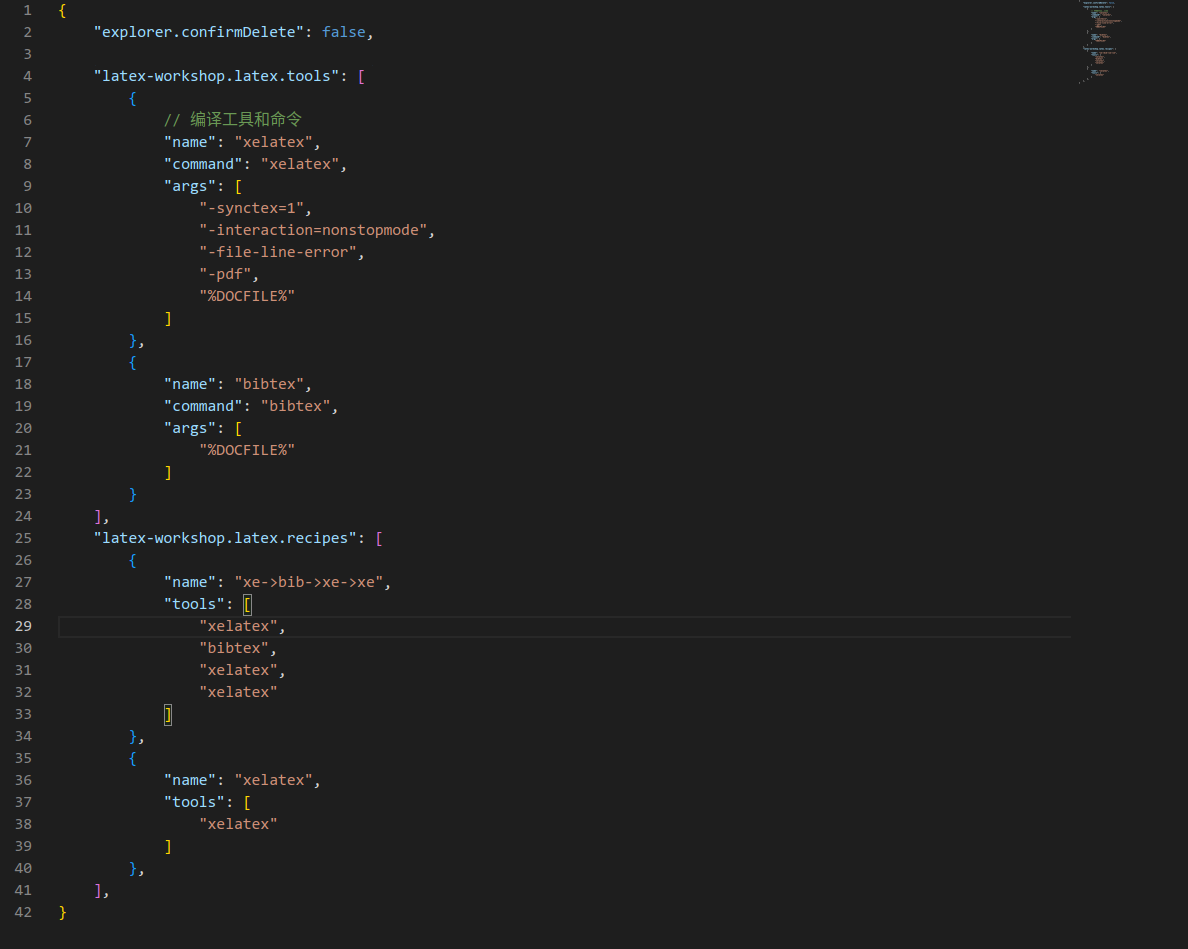 1 {
2     "explorer.confirmDelete": false,
3
4     "latex-workshop.latex.tools": [
5         {
6             // 编译工具和命令
7             "name": "xelatex",
8             "command": "xelatex",
9             "args": [
10                 "-synctex=1",
11                 "-interaction=nonstopmode",
12                 "-file-line-error",
13                 "-pdf",
14                 "%DOCFILE%"
15             ]
16         },
17         {
18             "name": "bibtex",
19             "command": "bibtex",
20             "args": [
21                 "%DOCFILE%"
22             ]
23         }
24     ],
25     "latex-workshop.latex.recipes": [
26         {
27             "name": "xe->bib->xe->xe",
28             "tools": [
29                 "xelatex",
30                 "bibtex",
31                 "xelatex",
32                 "xelatex"
33             ]
34         },
35         {
36             "name": "xelatex",
37             "tools": [
38                 "xelatex"
39             ]
40         },
41     ],
42 }